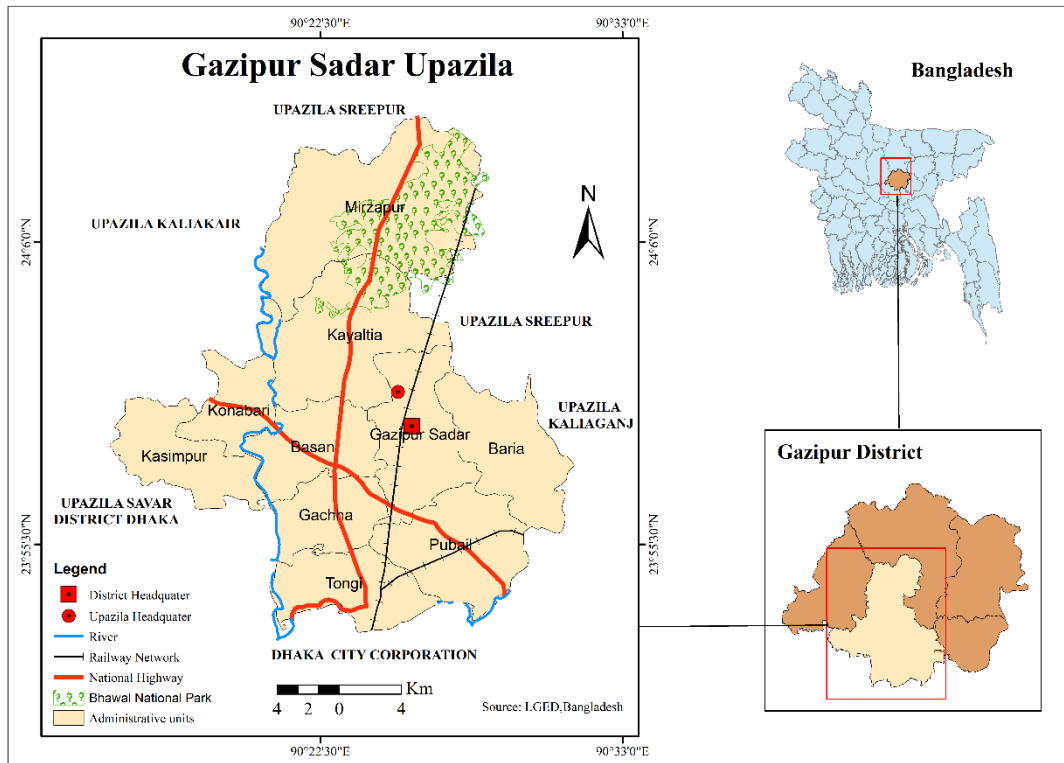 90°22'30"E
90°33'0"E
Gazipur Sadar Upazila
UPAZILA SREEPUR
Mirzapur
UPAZILA KALIAKAIR
N
24°6'0"N
24°6'0"N
Kayaltia
UPAZILA SREEPUR
Konabari
Gazipur Sadar
UPAZILA
KALIAGANJ
Basan
Baria
Kasimpur
UPAZILA SAVAR
DISTRICT DHAKA
Gachna
Pubail
23°55'30"N
23°55'30"N
Tongi
Legend
District Headquater
Upazila Headquater
River
Railway Network
National Highway
Bhawal National Park
Administrative units
DHAKA CITY CORPORATION
Km
4 2 0 4
Source: LGED,Bangladesh
90°22'30"E
90°33'0"E
Bangladesh
Gazipur District